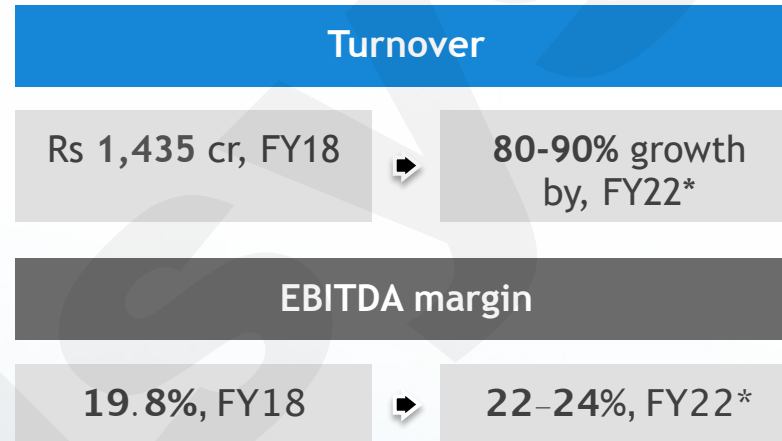 Turnover
Rs 1,435 cr, FY18
80-90% growth
by, FY22*
EBITDA margin
19.8%, FY18
22-24%, FY22*